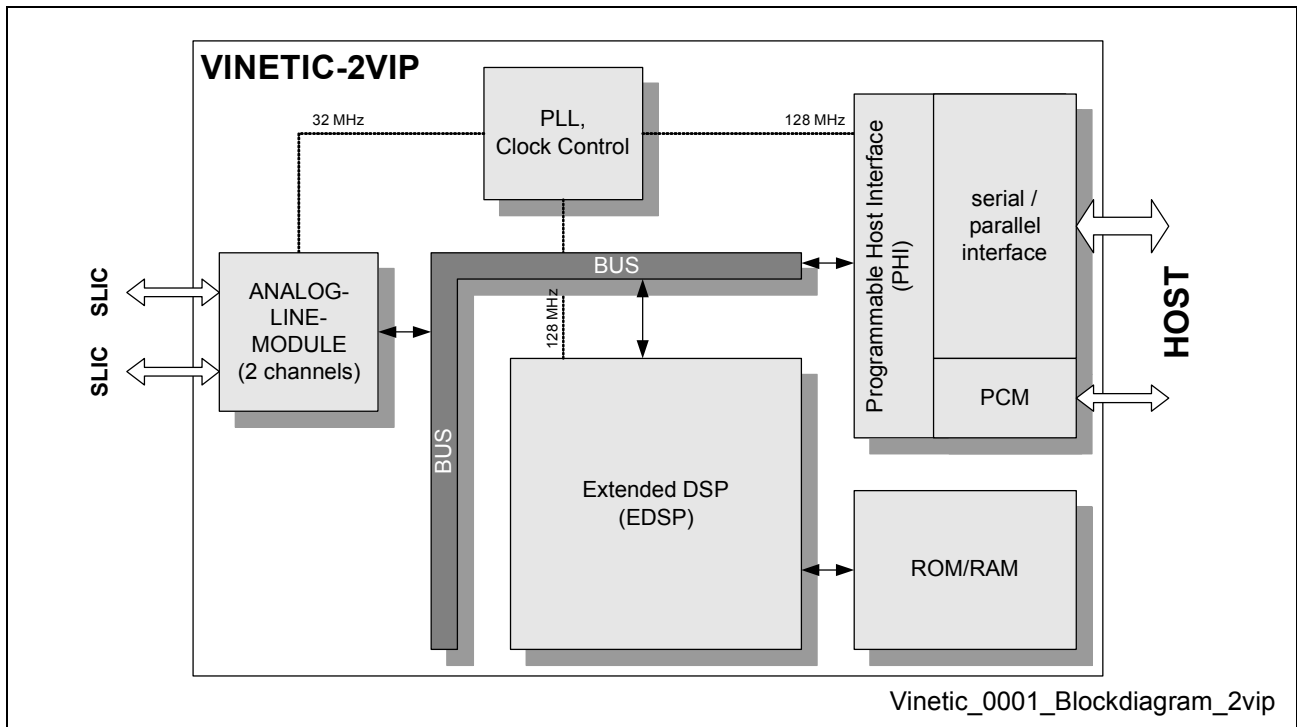 VINETIC-2VIP
PLL,
Clock Control
32 MHz
128 MHz
Programmable Host Interface
(PHI)
serial /
parallel
interface
PCM
HOST
SLIC
SLIC
ANALOG-
LINE-
MODULE
(2 channels)
BUS
BUS
128 MHz
Extended DSP
(EDSP)
ROM/RAM
Vinetic_0001_Blockdiagram_2vip